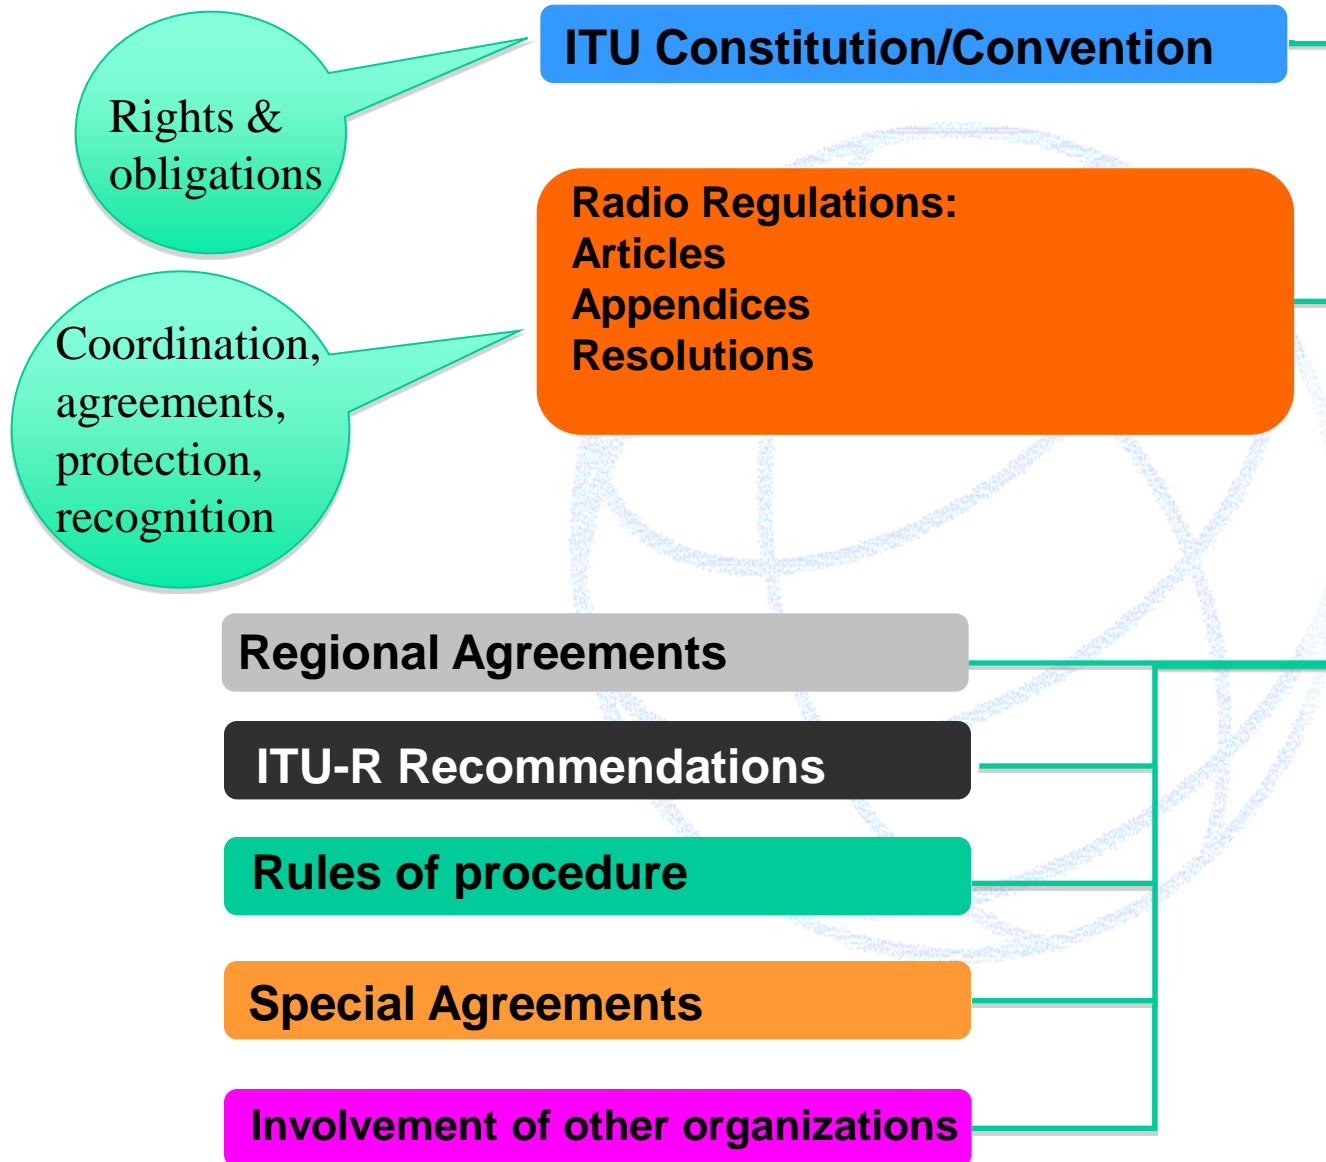 ITU Constitution/Convention
Rights &
obligations
Radio Regulations:
Articles
Appendices
Resolutions
Coordination,
agreements,
protection,
recognition
Regional Agreements
ITU-R Recommendations
Rules of procedure
Special Agreements
Involvement of other organizations